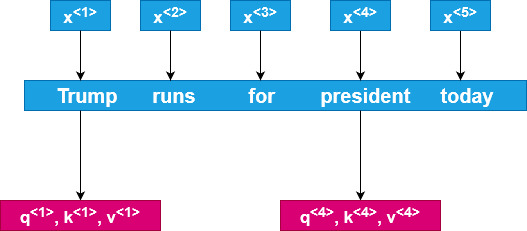 x<1> x<2> x<3> x<4> x<5>
Trump runs for president today
q<1>, k<1>, v<1> q<4>, k<4>, v<4>